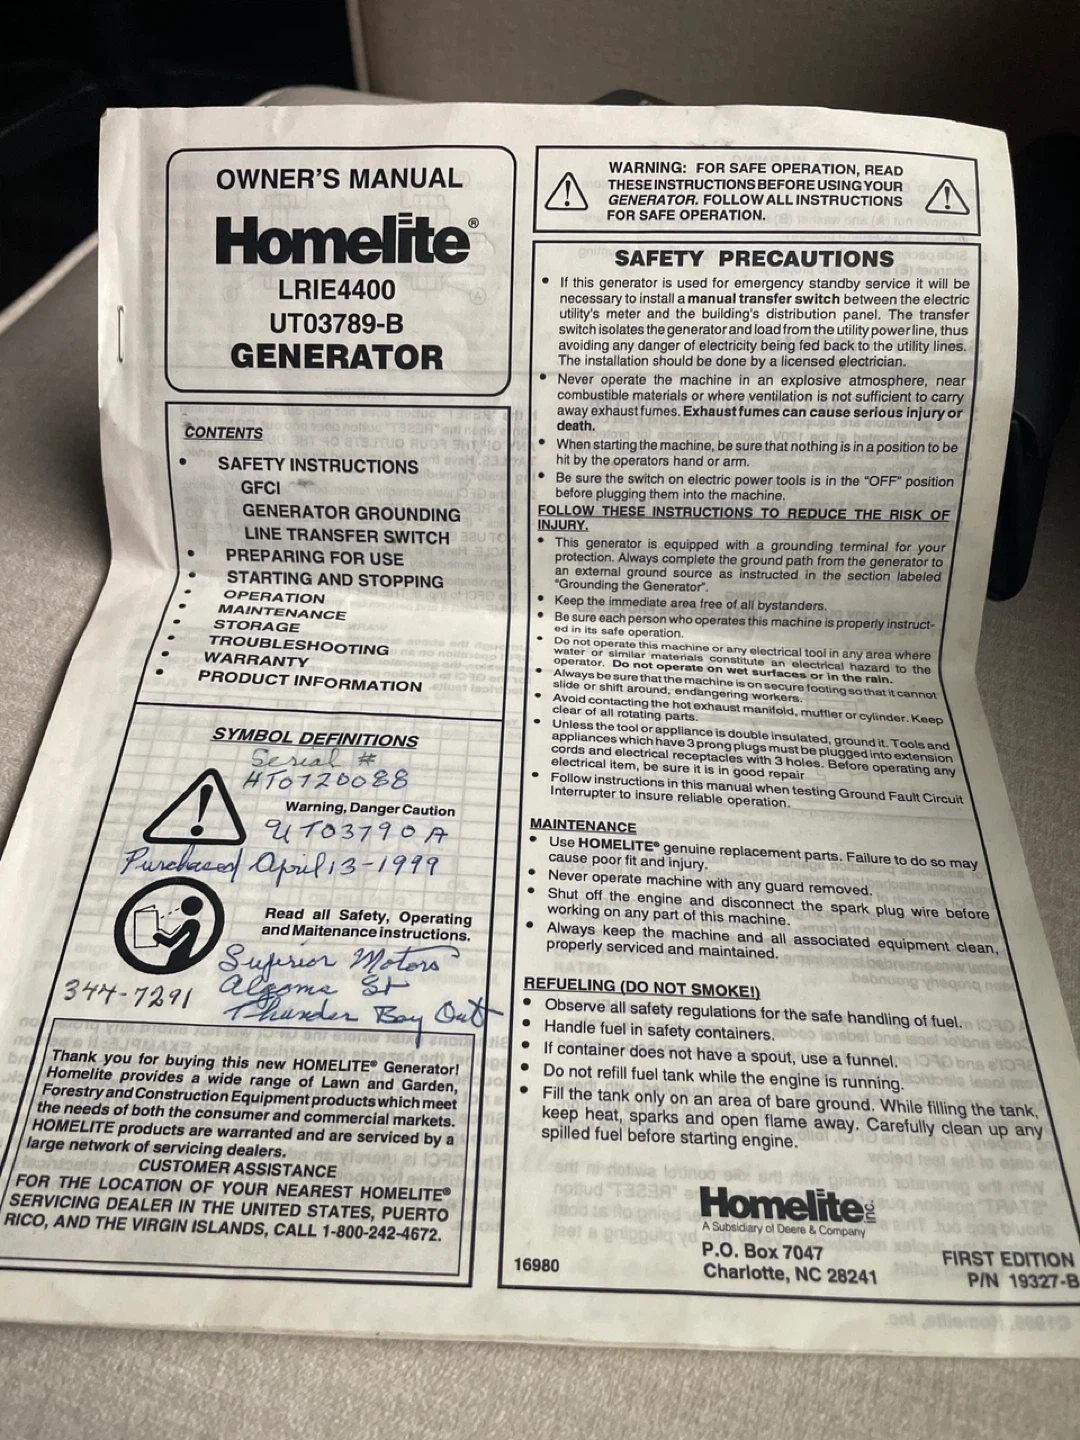 OWNER'S MANUAL
Homelite®
LRIE4400
UT03789-B
GENERATOR
CONTENTS
• SAFETY INSTRUCTIONS
GFCI
GENERATOR GROUNDING
LINE TRANSFER SWITCH
• PREPARING FOR USE
• STARTING AND STOPPING
• OPERATION
• MAINTENANCE
• STORAGE
• TROUBLESHOOTING
• WARRANTY
• PRODUCT INFORMATION
SYMBOL DEFINITIONS
Serial #
HT0720088
Warning, Danger Caution
UT03790A
Purchased April 13-1999
Read all Safety, Operating
and Maitenance instructions.
Superior Motors
344-7291 Algoma St
Thunder Bay Ont
Thank you for buying this new HOMELITE® Generator!
Homelite provides a wide range of Lawn and Garden,
Forestry and Construction Equipment products which meet
the needs of both the consumer and commercial markets.
HOMELITE products are warranted and are serviced by a
large network of servicing dealers.
CUSTOMER ASSISTANCE
FOR THE LOCATION OF YOUR NEAREST HOMELITE®
SERVICING DEALER IN THE UNITED STATES, PUERTO
RICO, AND THE VIRGIN ISLANDS, CALL 1-800-242-4672.
WARNING: FOR SAFE OPERATION, READ
THESE INSTRUCTIONS BEFORE USING YOUR
GENERATOR. FOLLOW ALL INSTRUCTIONS
FOR SAFE OPERATION.
SAFETY PRECAUTIONS
• If this generator is used for emergency standby service it will be
necessary to install a manual transfer switch between the electric
utility's meter and the building's distribution panel. The transfer
switch isolates the generator and load from the utility power line, thus
avoiding any danger of electricity being fed back to the utility lines.
The installation should be done by a licensed electrician.
• Never operate the machine in an explosive atmosphere, near
combustible materials or where ventilation is not sufficient to carry
away exhaust fumes. Exhaust fumes can cause serious injury or
death.
• When starting the machine, be sure that nothing is in a position to be
hit by the operators hand or arm.
• Be sure the switch on electric power tools is in the "OFF" position
before plugging them into the machine.
FOLLOW THESE INSTRUCTIONS TO REDUCE THE RISK OF
INJURY.
• This generator is equipped with a grounding terminal for your
protection. Always complete the ground path from the generator to
an external ground source as instructed in the section labeled
"Grounding the Generator".
• Keep the immediate area free of all bystanders.
• Be sure each person who operates this machine is properly instruct-
ed in its safe operation.
• Do not operate this machine or any electrical tool in any area where
water or similar materials constitute an electrical hazard to the
operator. Do not operate on wet surfaces or in the rain.
• Always be sure that the machine is on secure footing so that it cannot
slide or shift around, endangering workers.
• Avoid contacting the hot exhaust manifold, muffler or cylinder. Keep
clear of all rotating parts.
• Unless the tool or appliance is double insulated, ground it. Tools and
appliances which have 3 prong plugs must be plugged into extension
cords and electrical receptacles with 3 holes. Before operating any
electrical item, be sure it is in good repair
• Follow instructions in this manual when testing Ground Fault Circuit
Interrupter to insure reliable operation.
MAINTENANCE
• Use HOMELITE® genuine replacement parts. Failure to do so may
cause poor fit and injury.
• Never operate machine with any guard removed.
• Shut off the engine and disconnect the spark plug wire before
working on any part of this machine.
• Always keep the machine and all associated equipment clean,
properly serviced and maintained.
REFUELING (DO NOT SMOKE!)
• Observe all safety regulations for the safe handling of fuel.
• Handle fuel in safety containers.
• If container does not have a spout, use a funnel.
• Do not refill fuel tank while the engine is running.
• Fill the tank only on an area of bare ground. While filling the tank,
keep heat, sparks and open flame away. Carefully clean up any
spilled fuel before starting engine.
Homelite Inc.
A Subsidiary of Deere & Company
P.O. Box 7047
Charlotte, NC 28241
16980
FIRST EDITION
P/N 19327-B